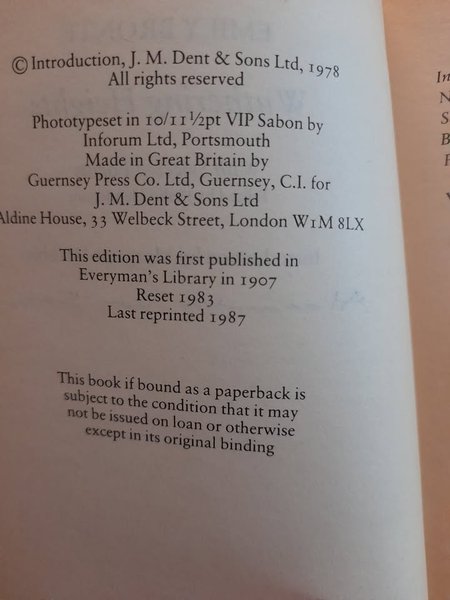 EMILY BRONTË
Wuthering Heights
© Introduction, J. M. Dent & Sons Ltd, 1978
All rights reserved
Phototypeset in 10/11½pt VIP Sabon by
Inforum Ltd, Portsmouth
Made in Great Britain by
Guernsey Press Co. Ltd, Guernsey, C.I. for
J. M. Dent & Sons Ltd
Aldine House, 33 Welbeck Street, London W1M 8LX
This edition was first published in
Everyman's Library in 1907
Reset 1983
Last reprinted 1987
This book if bound as a paperback is
subject to the condition that it may
not be issued on loan or otherwise
except in its original binding